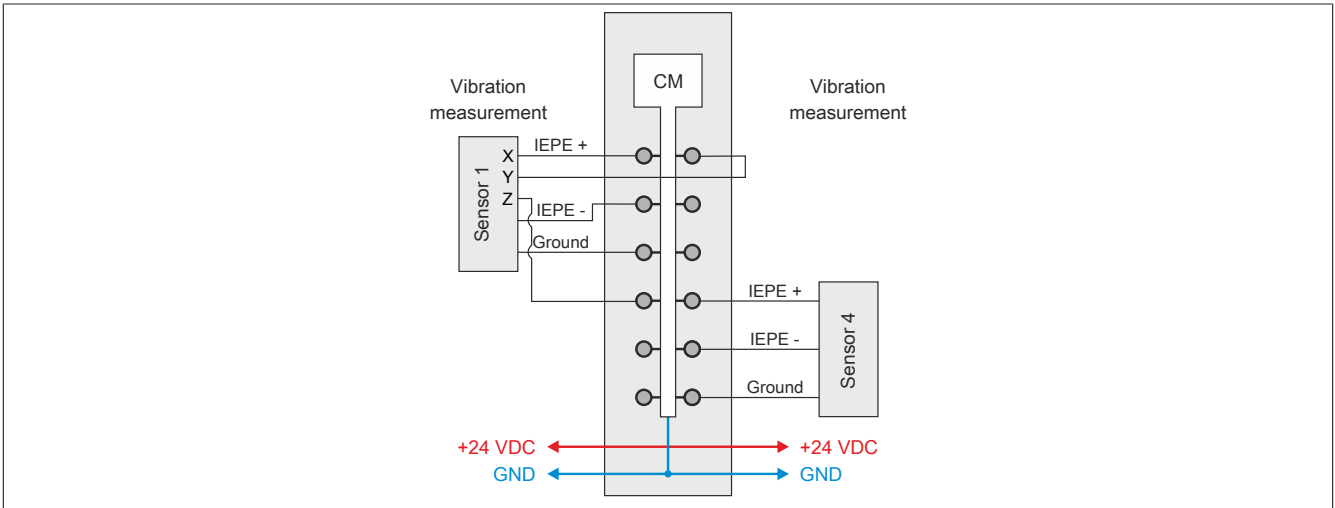 CM
Vibration
measurement
Vibration
measurement
IEPE +
X
Y
Z
IEPE -
Ground
Sensor 1
IEPE +
IEPE -
Ground
Sensor 4
+24 VDC
+24 VDC
GND
GND